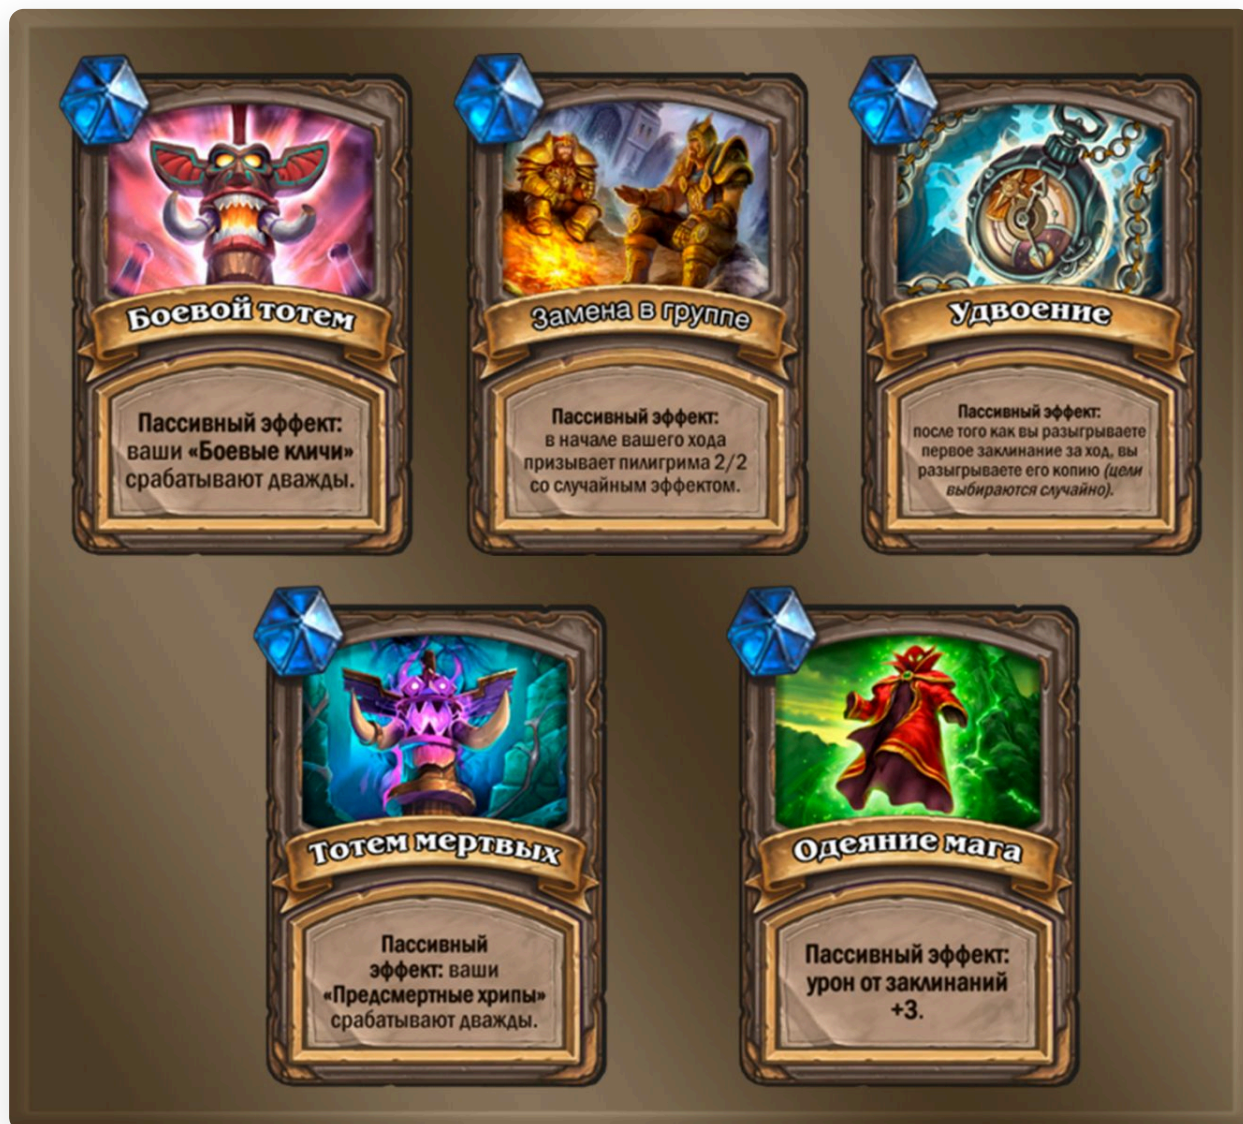 Боевой тотем
Пассивный эффект:
ваши «Боевые кличи»
срабатывают дважды.
Замена в группе
Пассивный эффект:
в начале вашего хода
призывает пилигрима 2/2
со случайным эффектом.
Удвоение
Пассивный эффект:
после того как вы разыгрываете
первое заклинание за ход, вы
разыгрываете его копию (цели
выбираются случайно).
Тотем мертвых
Пассивный
эффект: ваши
«Предсмертные хрипы»
срабатывают дважды.
Одеяние мага
Пассивный эффект:
урон от заклинаний
+3.